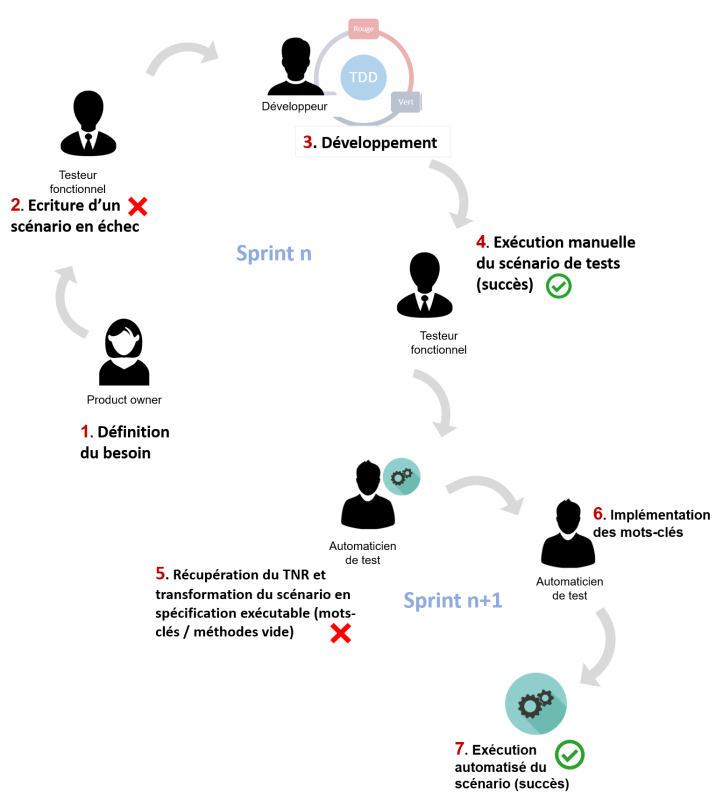 Rouge
TDD
Vert
Développeur
3. Développement
Testeur
fonctionnel
2. Ecriture d’un
scénario en échec
Sprint n
4. Exécution manuelle
du scénario de tests
(succès)
Testeur
fonctionnel
Product owner
1. Définition
du besoin
6. Implémentation
des mots-clés
Automaticien
de test
5. Récupération du TNR et
transformation du scénario en
spécification exécutable (mots-
clés / méthodes vide)
Sprint n+1
Automaticien
de test
7. Exécution
automatisé du
scénario (succès)